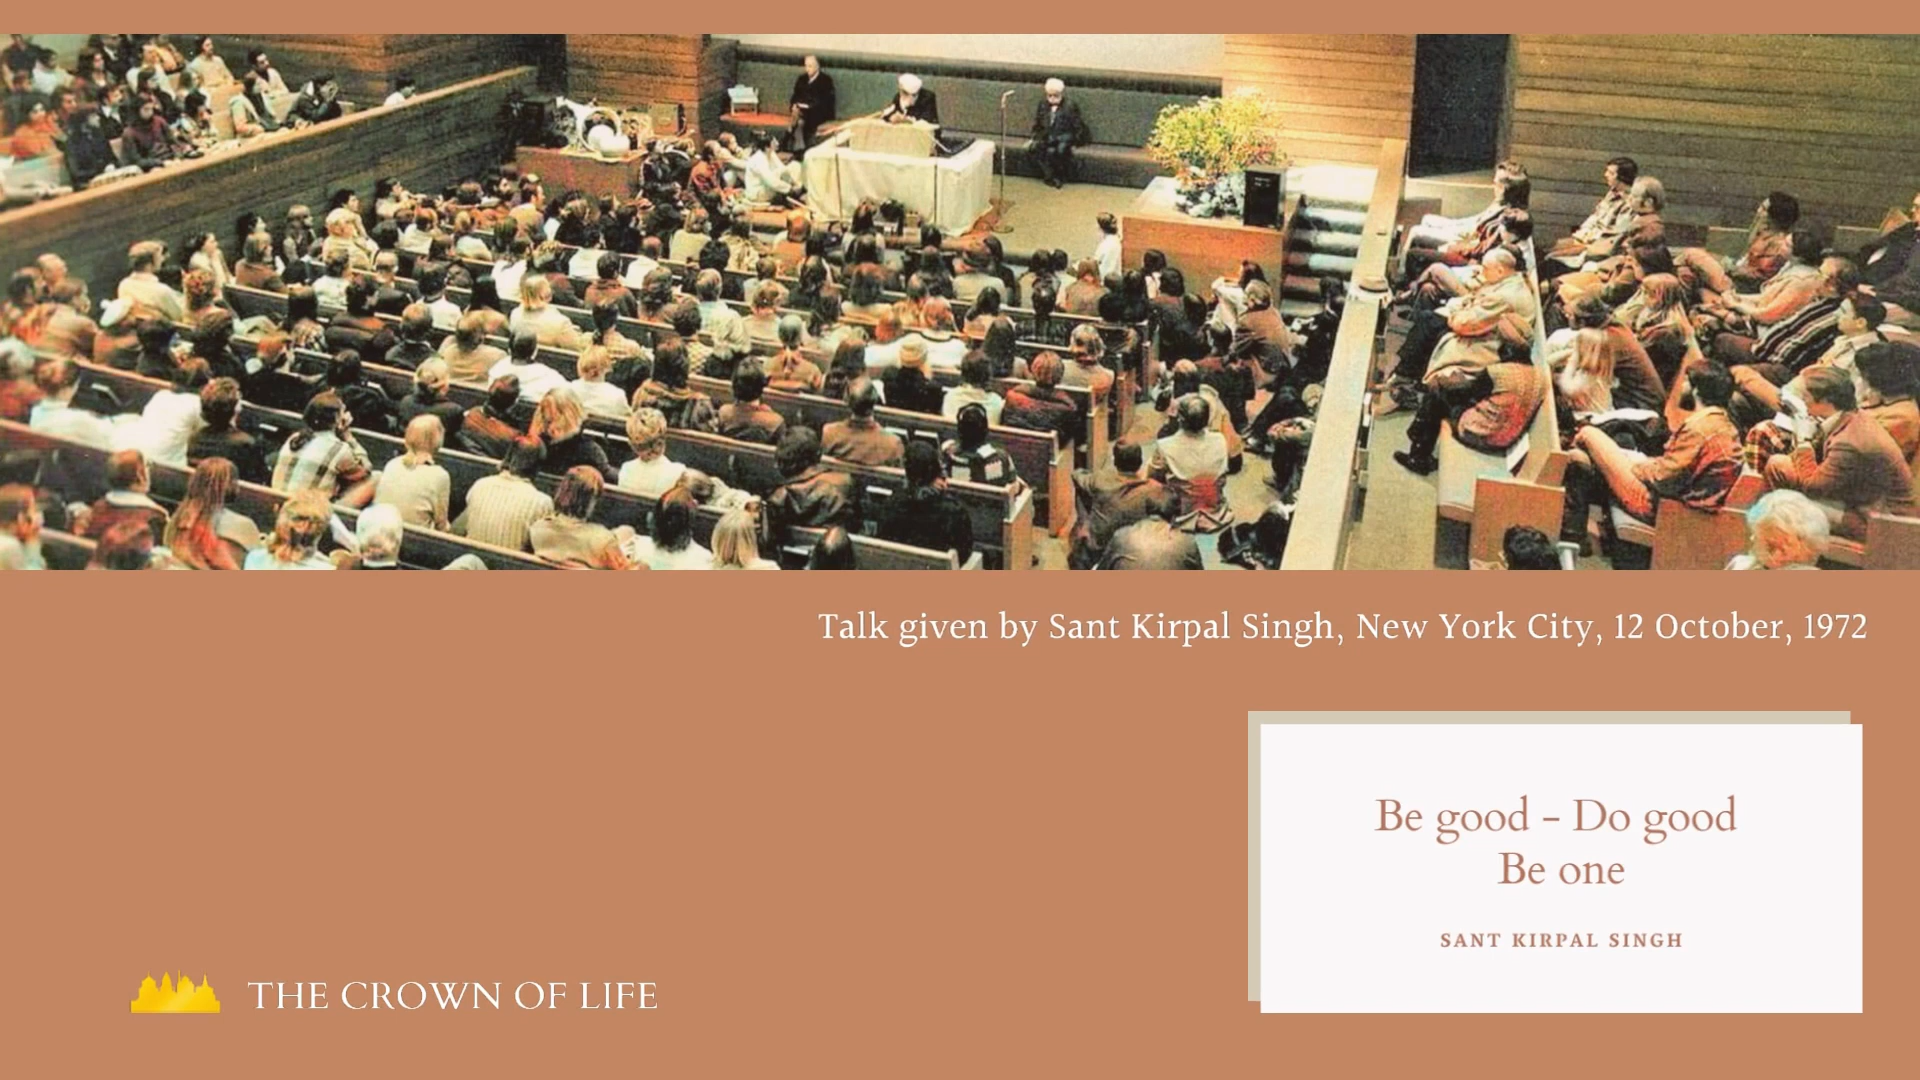 Talk given by Sant Kirpal Singh, New York City, 12 October, 1972
Be good - Do good
Be one
SANT KIRPAL SINGH
THE CROWN OF LIFE